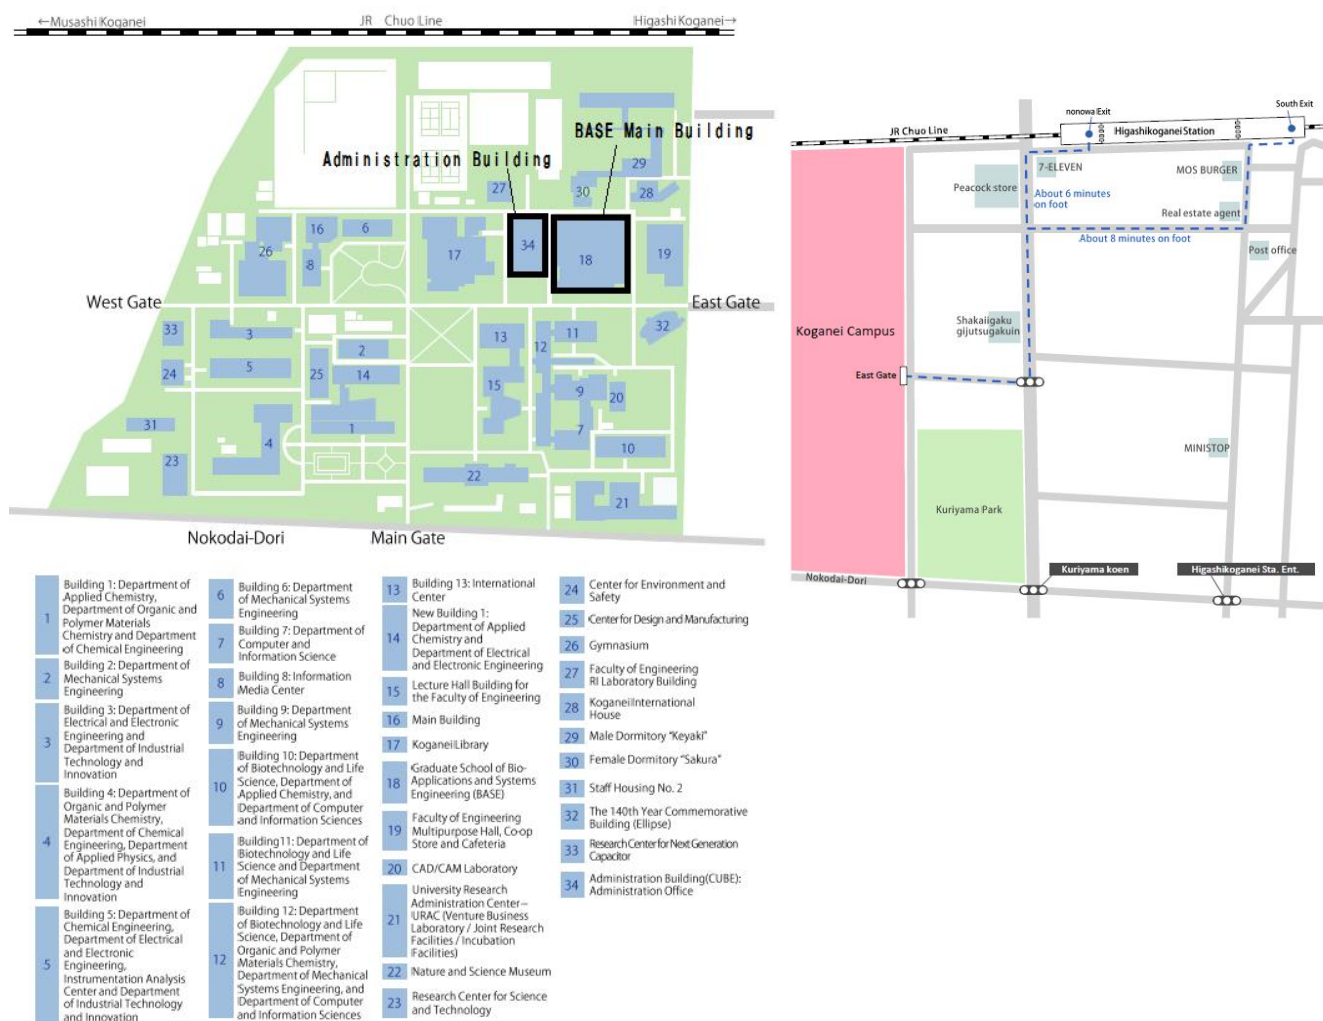 ←Musashi Koganei
JR Chuo Line
Higashi Koganei→
BASE Main Building
Administration Building
29
27
30
28
16
6
26
8
17
34
18
19
West Gate
East Gate
33
3
13
11
32
2
12
24
5
25
14
15
9
20
31
1
4
7
10
23
22
21
Nokodai-Dori
Main Gate
1
Building 1: Department of
Applied Chemistry,
Department of Organic and
Polymer Materials
Chemistry and Department
of Chemical Engineering
2
Building 2: Department of
Mechanical Systems
Engineering
3
Building 3: Department of
Electrical and Electronic
Engineering and
Department of Industrial
Technology and
Innovation
4
Building 4: Department of
Organic and Polymer
Materials Chemistry,
Department of Chemical
Engineering, Department
of Applied Physics, and
Department of Industrial
Technology and
Innovation
5
Building 5: Department of
Chemical Engineering,
Department of Electrical
and Electronic
Engineering,
Instrumentation Analysis
Center and Department
of Industrial Technology
and Innovation
6
Building 6: Department
of Mechanical Systems
Engineering
7
Building 7: Department of
Computer and
Information Science
8
Building 8: Information
Media Center
9
Building 9: Department
of Mechanical Systems
Engineering
10
Building 10: Department
of Biotechnology and Life
Science, Department of
Applied Chemistry, and
Department of Computer
and Information Sciences
11
Building11: Department of
Biotechnology and Life
Science and Department
of Mechanical Systems
Engineering
12
Building 12: Department
of Biotechnology and Life
Science, Department of
Organic and Polymer
Materials Chemistry,
Department of Mechanical
Systems Engineering, and
Department of Computer
and Information Sciences
13
Building 13: International
Center
14
New Building 1:
Department of Applied
Chemistry and
Department of Electrical
and Electronic Engineering
15
Lecture Hall Building for
the Faculty of Engineering
16
Main Building
17
Koganei Library
18
Graduate School of Bio-
Applications and Systems
Engineering (BASE)
19
Faculty of Engineering
Multipurpose Hall, Co-op
Store and Cafeteria
20
CAD/CAM Laboratory
21
University Research
Administration Center–
URAC (Venture Business
Laboratory / Joint Research
Facilities / Incubation
Facilities)
22
Nature and Science Museum
23
Research Center for Science
and Technology
24
Center for Environment and
Safety
25
Center for Design and Manufacturing
26
Gymnasium
27
Faculty of Engineering
RI Laboratory Building
28
Koganei International
House
29
Male Dormitory "Keyaki"
30
Female Dormitory "Sakura"
31
Staff Housing No. 2
32
The 140th Year Commemorative
Building (Ellipse)
33
Research Center for Next Generation
Capacitor
34
Administration Building(CUBE):
Administration Office
nonowa Exit
South Exit
JR Chuo Line
Higashikoganei Station
7-ELEVEN
MOS BURGER
Peacock store
About 6 minutes
on foot
Real estate agent
About 8 minutes on foot
Post office
Shakaiigaku
gijutsugakuin
Koganei Campus
East Gate
MINISTOP
Kuriyama Park
Nokodai-Dori
Kuriyama koen
Higashikoganei Sta. Ent.